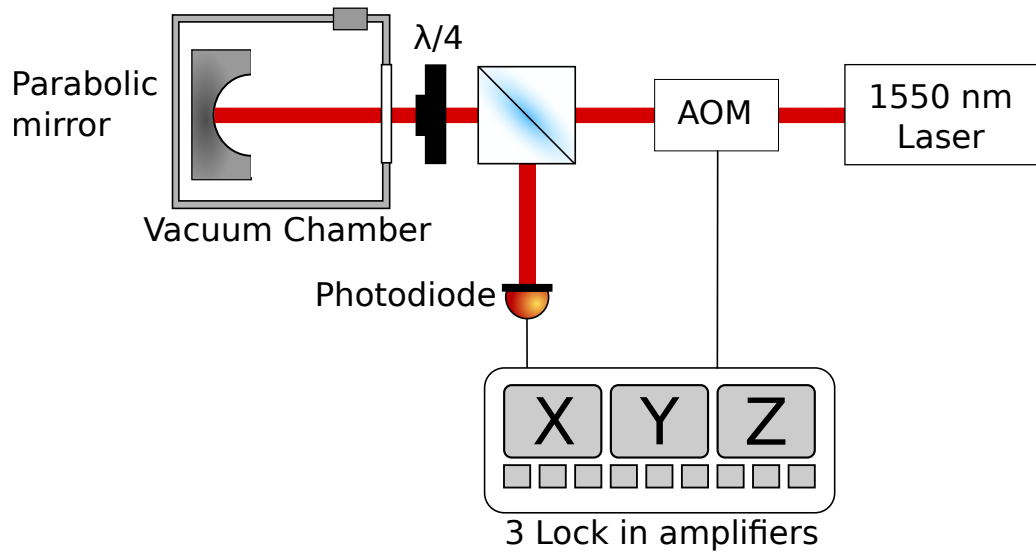 λ/4
Parabolic
mirror
AOM
1550 nm
Laser
Vacuum Chamber
Photodiode
X Y Z
3 Lock in amplifiers